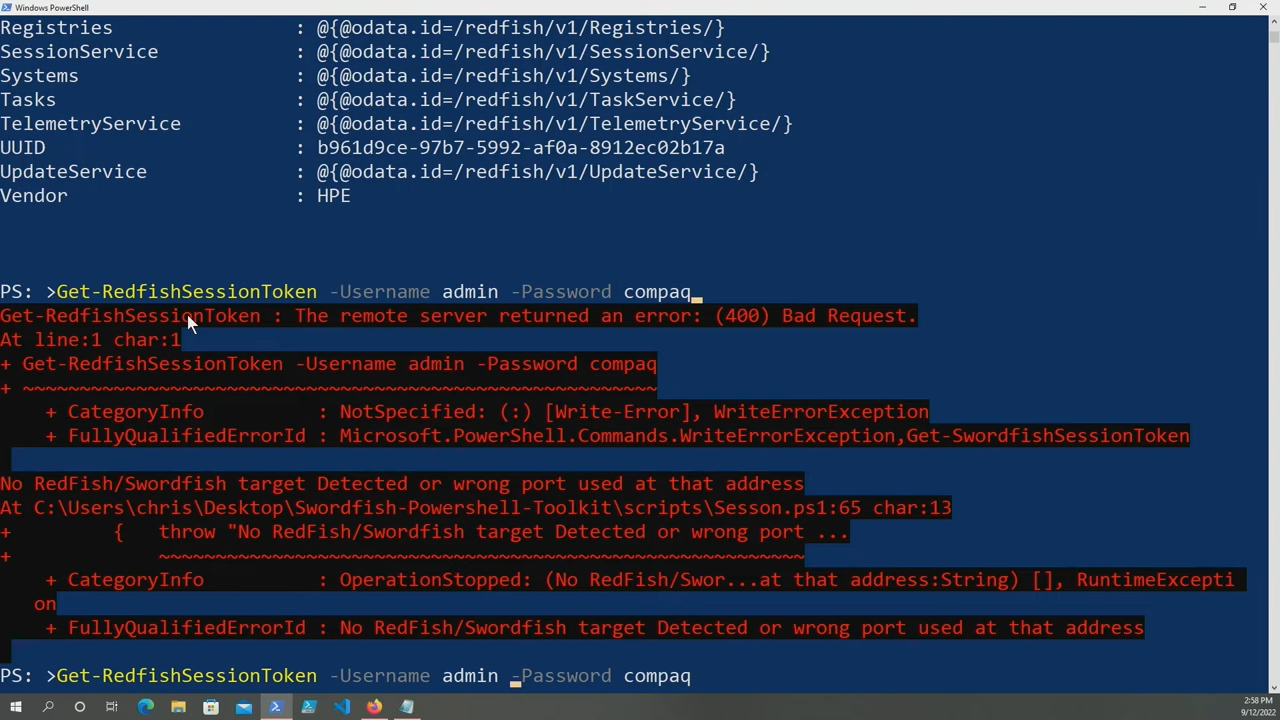 Windows PowerShell
Registries : @{@odata.id=/redfish/v1/Registries/}
SessionService : @{@odata.id=/redfish/v1/SessionService/}
Systems : @{@odata.id=/redfish/v1/Systems/}
Tasks : @{@odata.id=/redfish/v1/TaskService/}
TelemetryService : @{@odata.id=/redfish/v1/TelemetryService/}
UUID : b961d9ce-97b7-5992-af0a-8912ec02b17a
UpdateService : @{@odata.id=/redfish/v1/UpdateService/}
Vendor : HPE
PS: >Get-RedfishSessionToken -Username admin -Password compaq
Get-RedfishSessionToken : The remote server returned an error: (400) Bad Request.
At line:1 char:1
+ Get-RedfishSessionToken -Username admin -Password compaq
+ ~~~~~~~~~~~~~~~~~~~~~~~~~~~~~~~~~~~~~~~~~~~~~~~~~~~~~~~~
+ CategoryInfo : NotSpecified: (:) [Write-Error], WriteErrorException
+ FullyQualifiedErrorId : Microsoft.PowerShell.Commands.WriteErrorException,Get-SwordfishSessionToken
No RedFish/Swordfish target Detected or wrong port used at that address
At C:\Users\chris\Desktop\Swordfish-Powershell-Toolkit\scripts\Sesson.ps1:65 char:13
+ { throw "No RedFish/Swordfish target Detected or wrong port ...
+ ~~~~~~~~~~~~~~~~~~~~~~~~~~~~~~~~~~~~~~~~~~~~~~~~~~~~~~~~~
+ CategoryInfo : OperationStopped: (No RedFish/Swor...at that address:String) [], RuntimeExcepti
on
+ FullyQualifiedErrorId : No RedFish/Swordfish target Detected or wrong port used at that address
PS: >Get-RedfishSessionToken -Username admin -Password compaq
2:58 PM
9/12/2022